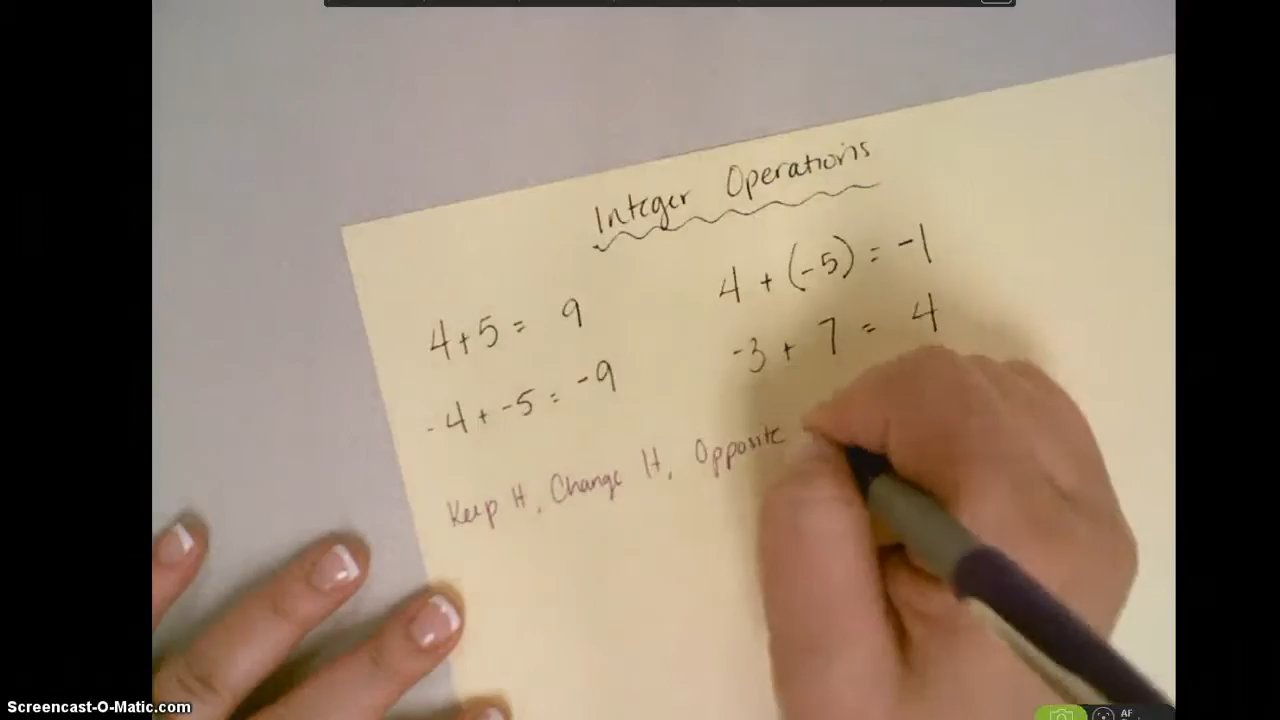 Integer Operations
4+5= 9
4 + (-5) = -1
-4 + -5 = -9
-3 + 7 = 4
Keep It, Change It, Opposite
Screencast-O-Matic.com
AF